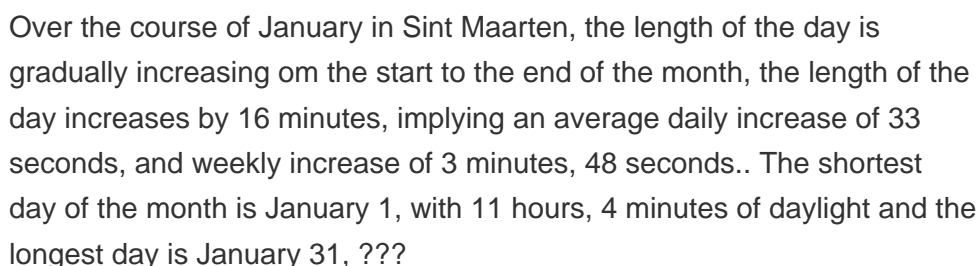 Over the course of January in Sint Maarten, the length of the day is
gradually increasing om the start to the end of the month, the length of the
day increases by 16 minutes, implying an average daily increase of 33
seconds, and weekly increase of 3 minutes, 48 seconds.. The shortest
day of the month is January 1, with 11 hours, 4 minutes of daylight and the
longest day is January 31, ???